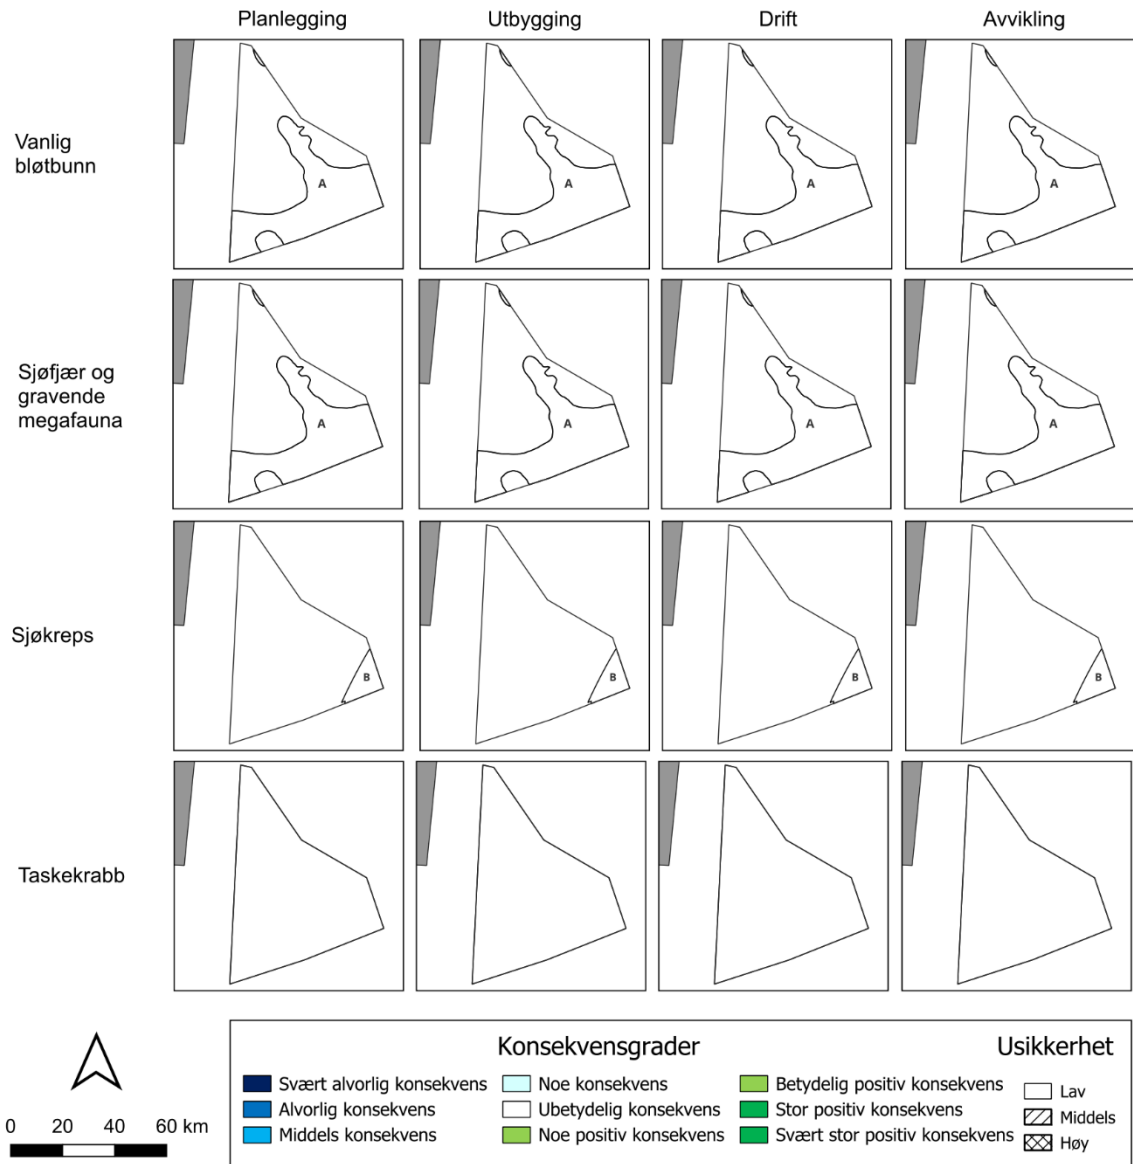 Planlegging Utbygging Drift Avvikling
Vanlig
bløtbunn
A A A A
Sjøfjær og
gravende
megafauna
A A A A
Sjøkreps
B B B B
Taskekrabb
Konsekvensgrader Usikkerhet
Svært alvorlig konsekvens Noe konsekvens Betydelig positiv konsekvens Lav
Alvorlig konsekvens Ubetydelig konsekvens Stor positiv konsekvens Middels
Middels konsekvens Noe positiv konsekvens Svært stor positiv konsekvens Høy
0 20 40 60 km